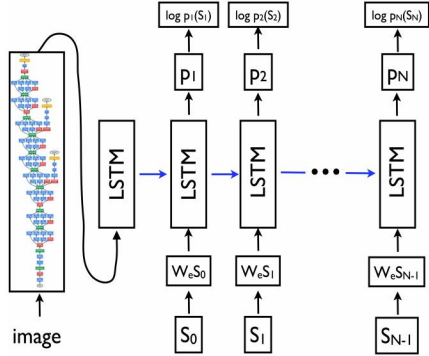 log p1(S1) log p2(S2) log pN(SN)
p1 p2 pN
LSTM LSTM LSTM LSTM
WeS0 WeS1 WeSN-1
image S0 S1 SN-1